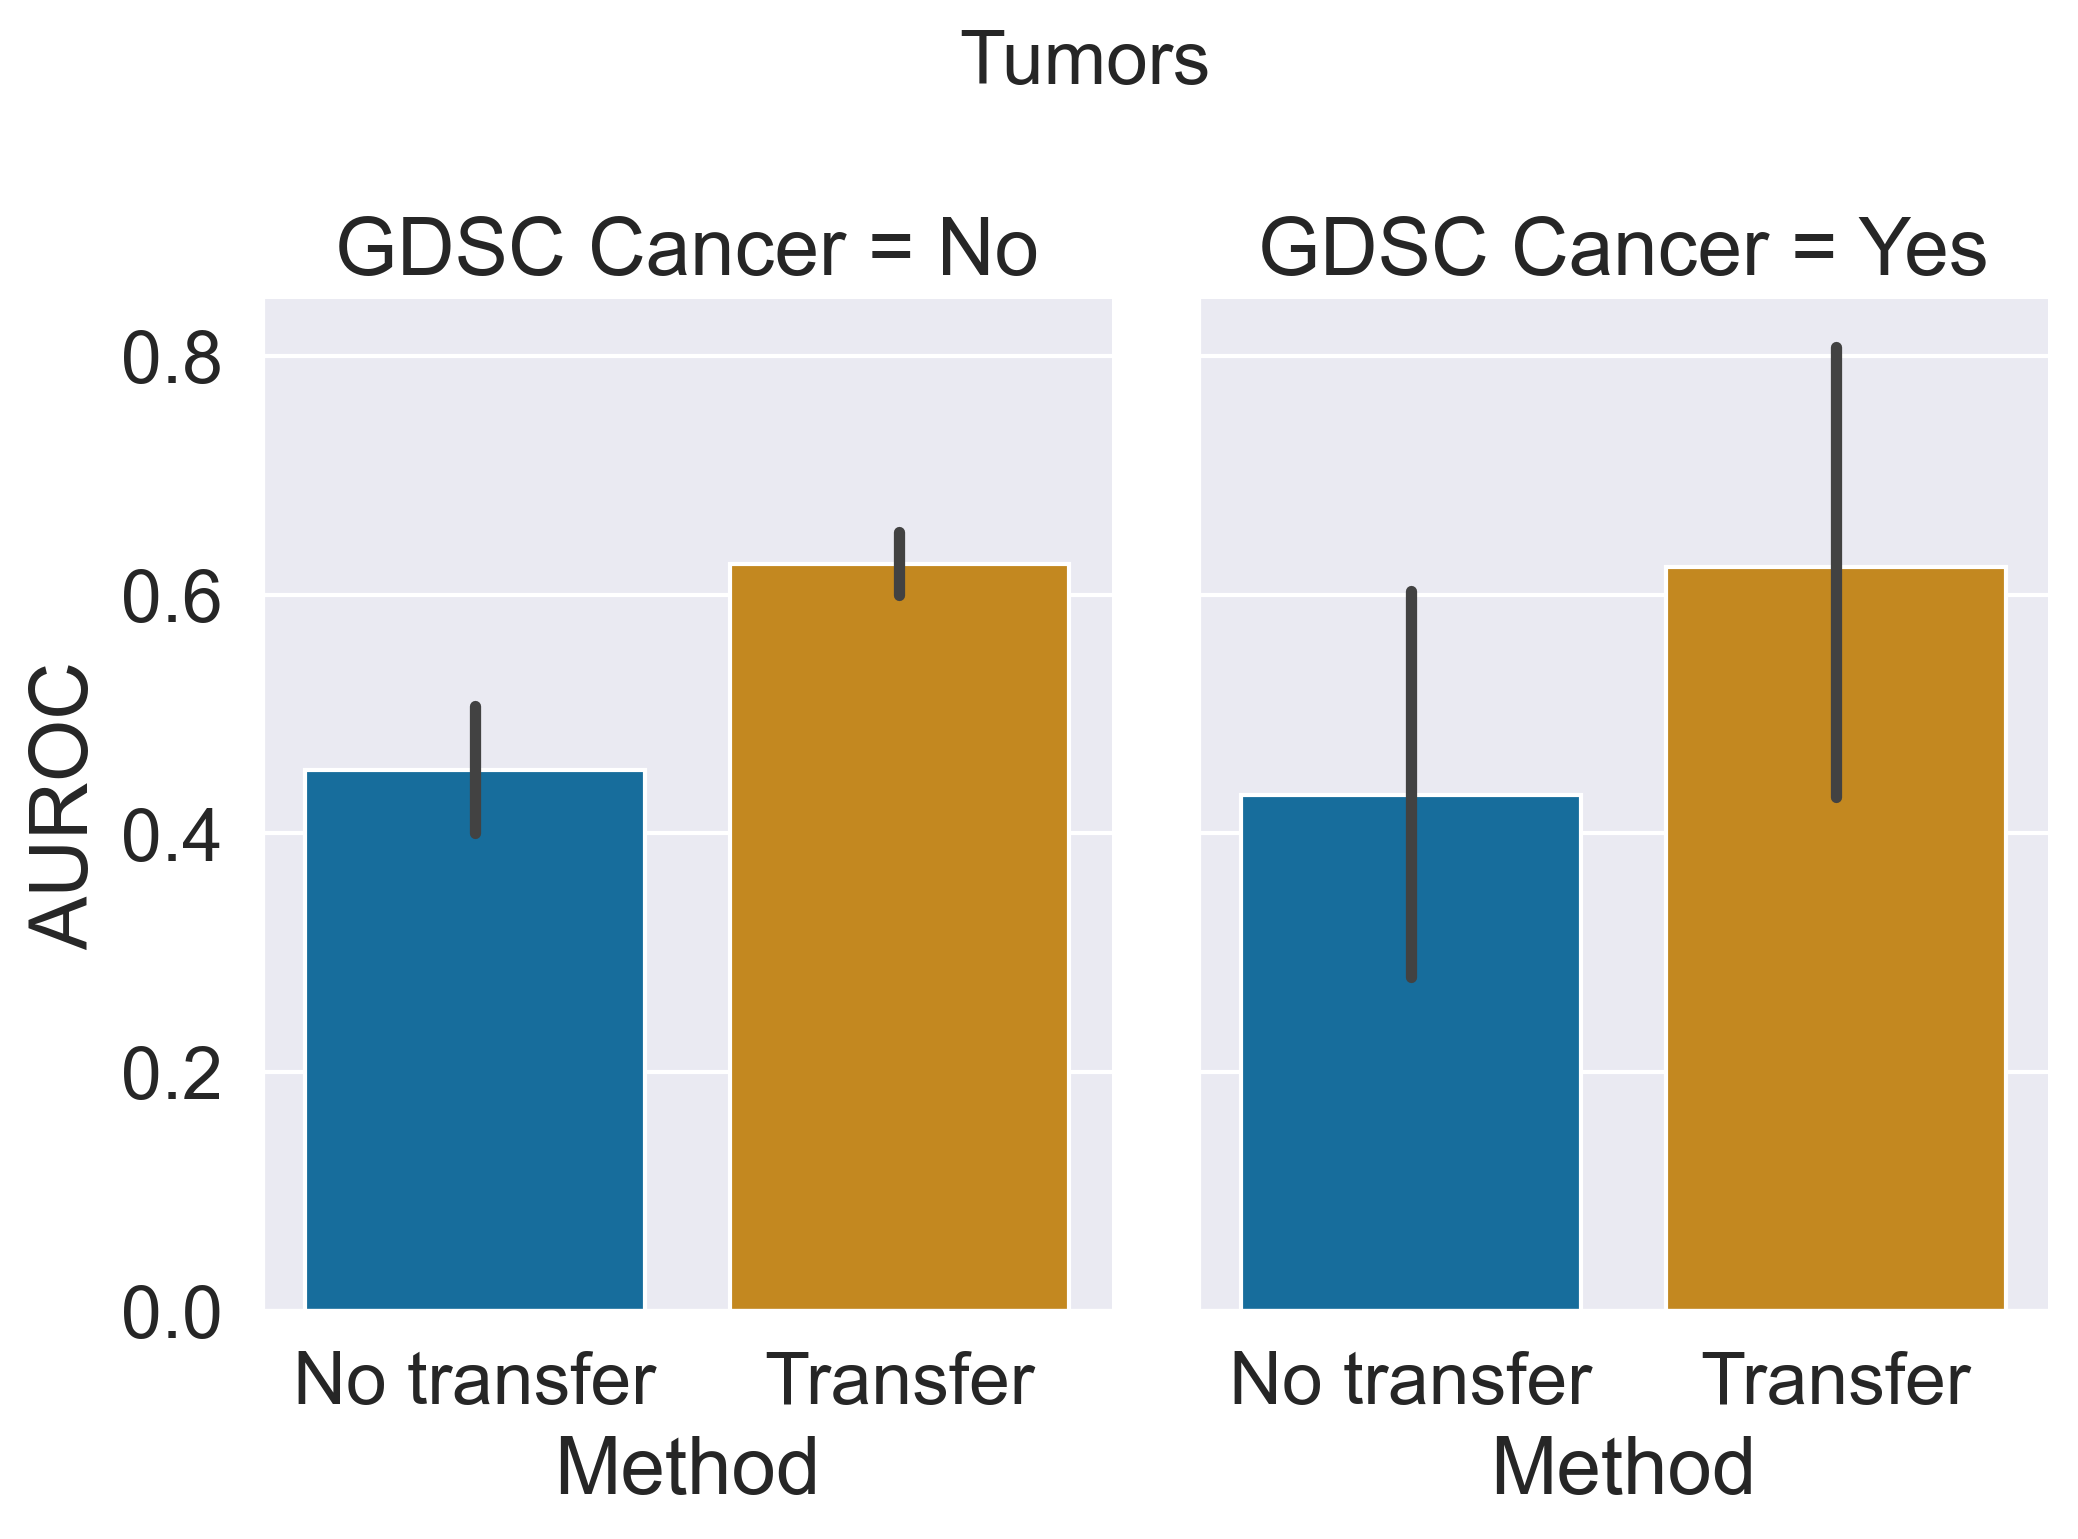 Tumors
GDSC Cancer = No
GDSC Cancer = Yes
AUROC
0.8
0.6
0.4
0.2
0.0
No transfer
Transfer
No transfer
Transfer
Method
Method